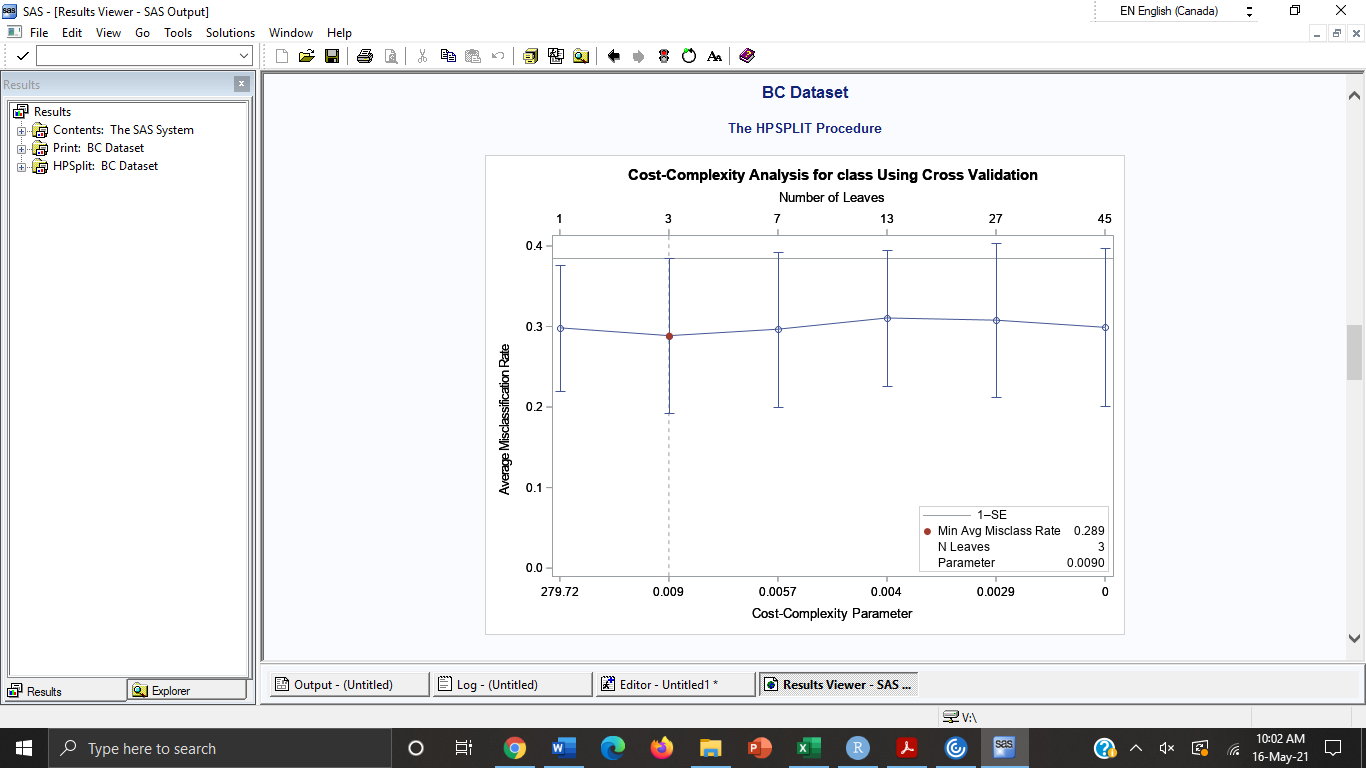 SAS - [Results Viewer - SAS Output]
EN English (Canada)
File Edit View Go Tools Solutions Window Help
Results
Results
Contents: The SAS System
Print: BC Dataset
HPSplit: BC Dataset
BC Dataset
The HPSPLIT Procedure
Cost-Complexity Analysis for class Using Cross Validation
Number of Leaves
1 3 7 13 27 45
0.4
0.3
0.2
0.1
0.0
Average Misclassification Rate
1–SE
Min Avg Misclass Rate 0.289
N Leaves 3
Parameter 0.0090
279.72 0.009 0.0057 0.004 0.0029 0
Cost-Complexity Parameter
Results Explorer
Output - (Untitled) Log - (Untitled) Editor - Untitled1 * Results Viewer - SAS ...
V:\
Type here to search
10:02 AM
16-May-21